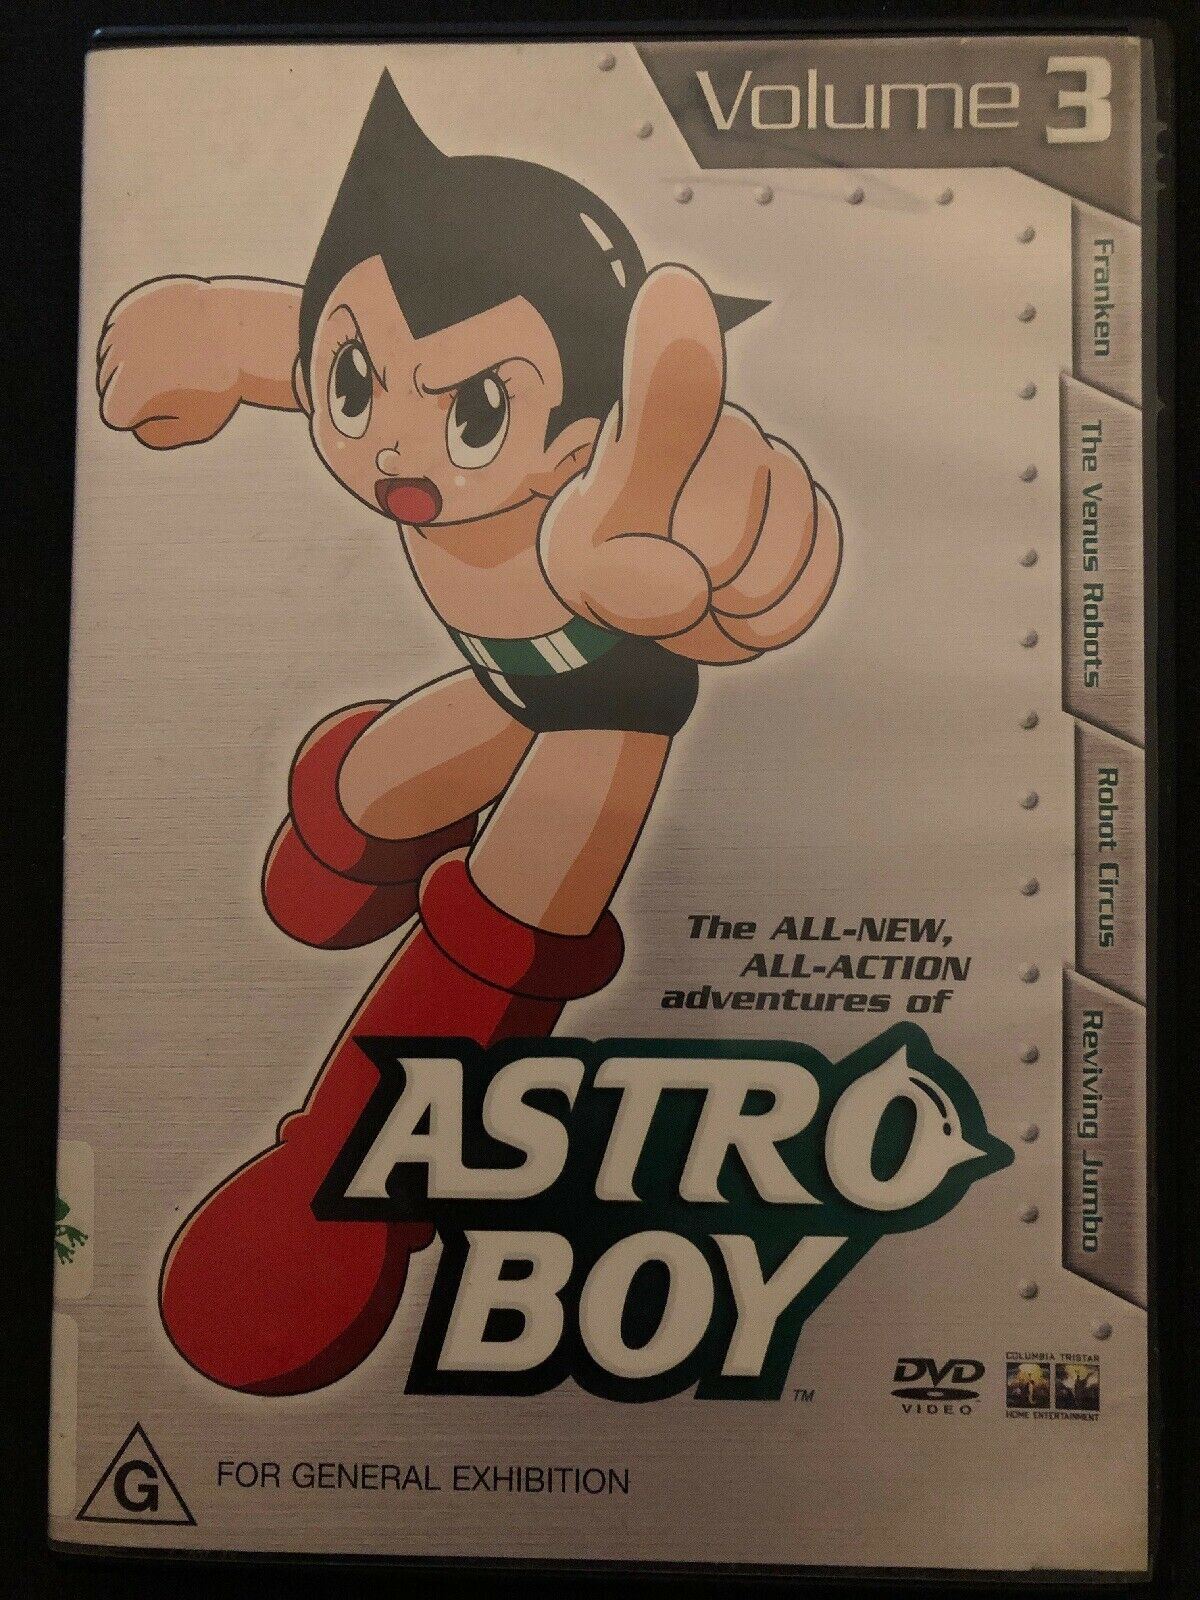 Volume 3
Franken
The Venus Robots
Robot Circus
Reviving Jumbo
The ALL-NEW,
ALL-ACTION
adventures of
ASTRO
BOY
TM
DVD
VIDEO
COLUMBIA TRISTAR
HOME ENTERTAINMENT
G
FOR GENERAL EXHIBITION